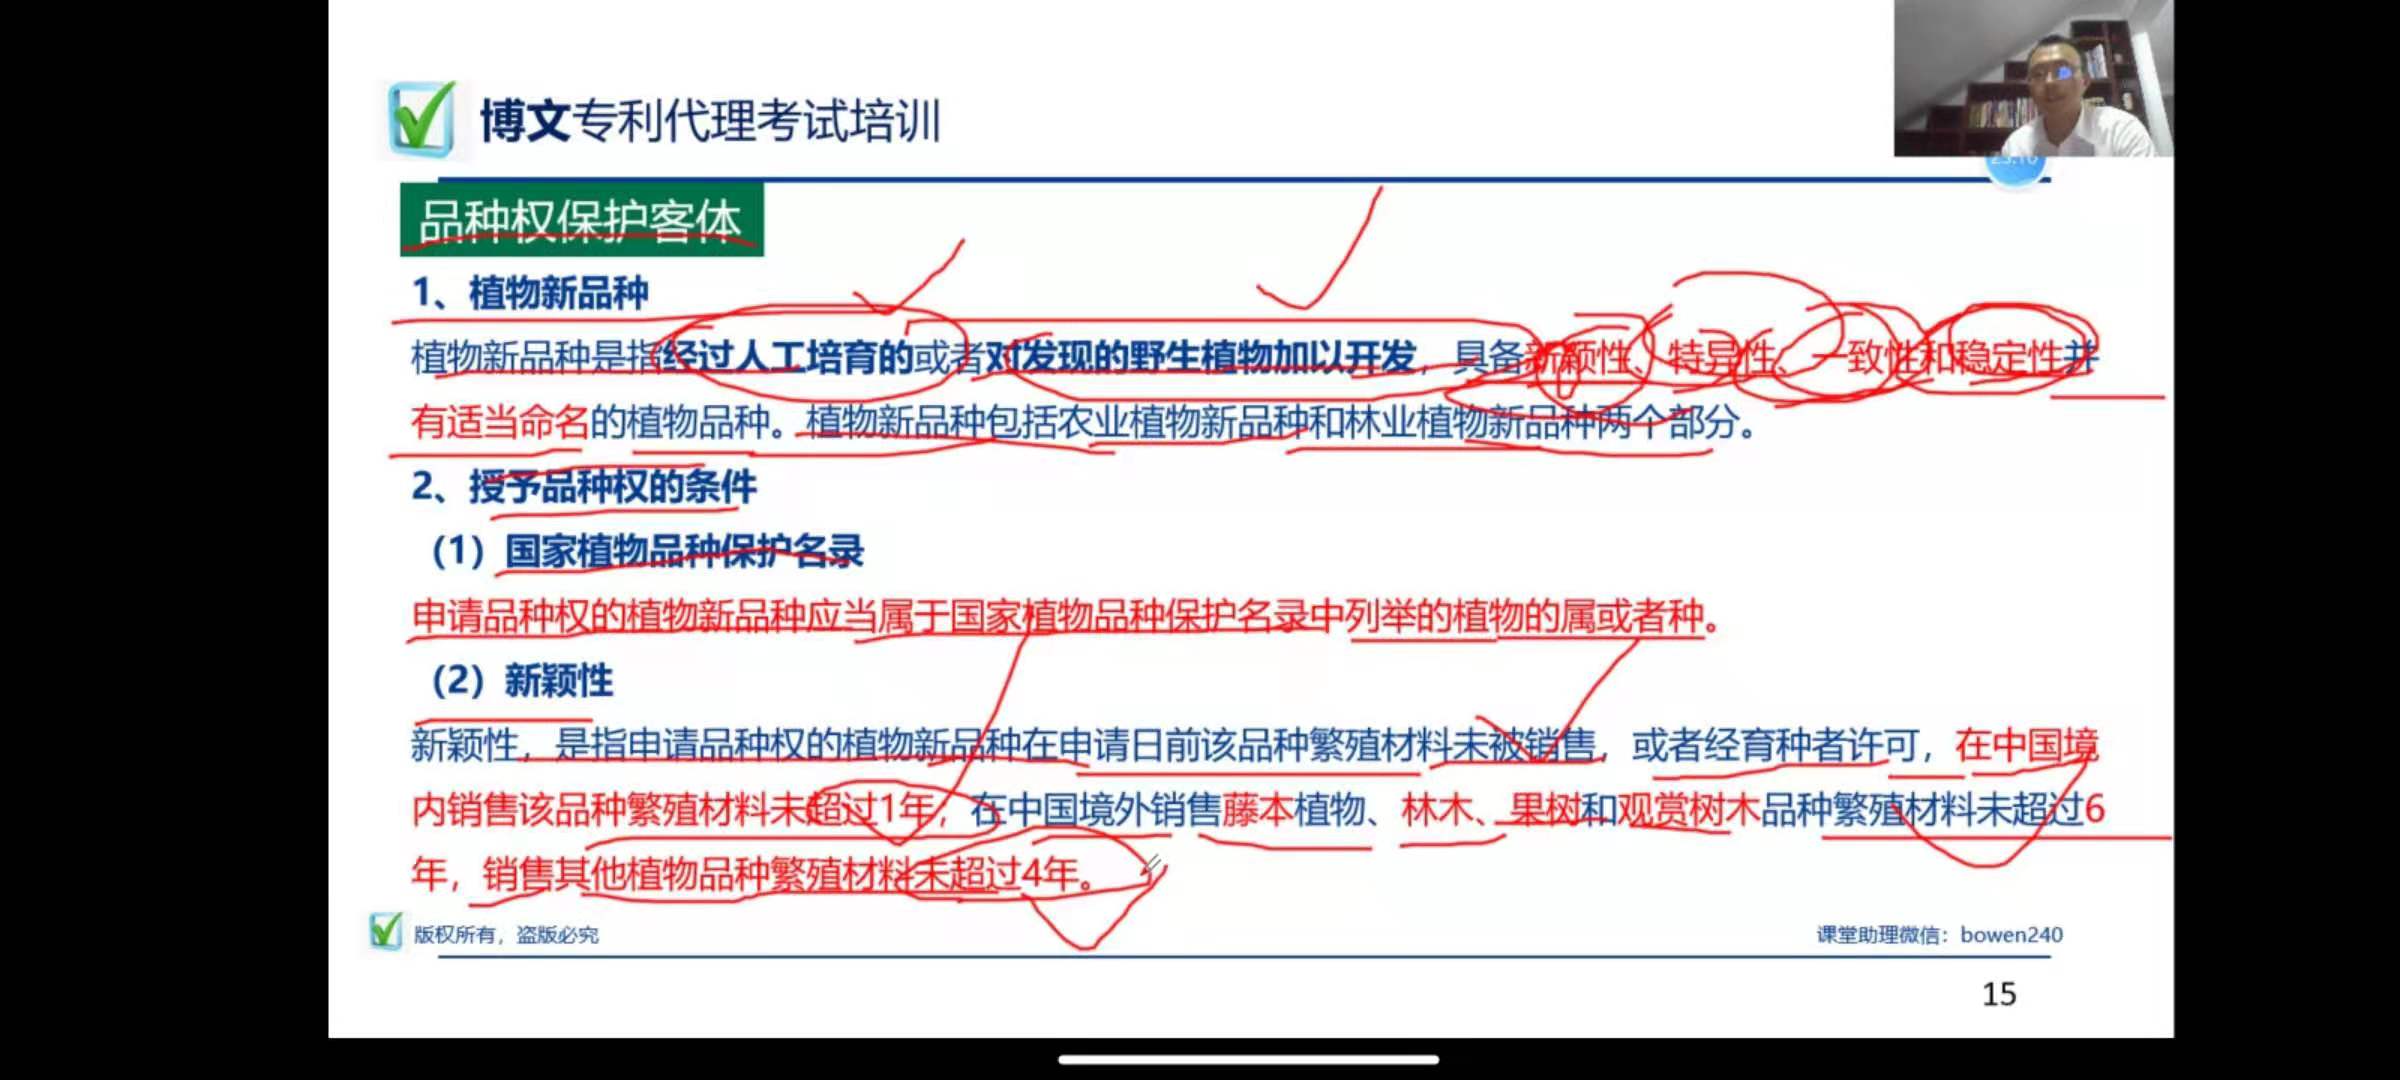 博文专利代理考试培训
品种权保护客体
1、植物新品种
植物新品种是指经过人工培育的或者对发现的野生植物加以开发，具备新颖性、特异性、一致性和稳定性并
有适当命名的植物品种。植物新品种包括农业植物新品种和林业植物新品种两个部分。
2、授予品种权的条件
（1）国家植物品种保护名录
申请品种权的植物新品种应当属于国家植物品种保护名录中列举的植物的属或者种。
（2）新颖性
新颖性，是指申请品种权的植物新品种在申请日前该品种繁殖材料未被销售，或者经育种者许可，在中国境
内销售该品种繁殖材料未超过1年；在中国境外销售藤本植物、林木、果树和观赏树木品种繁殖材料未超过6
年，销售其他植物品种繁殖材料未超过4年。
版权所有，盗版必究
课堂助理微信：bowen240
15